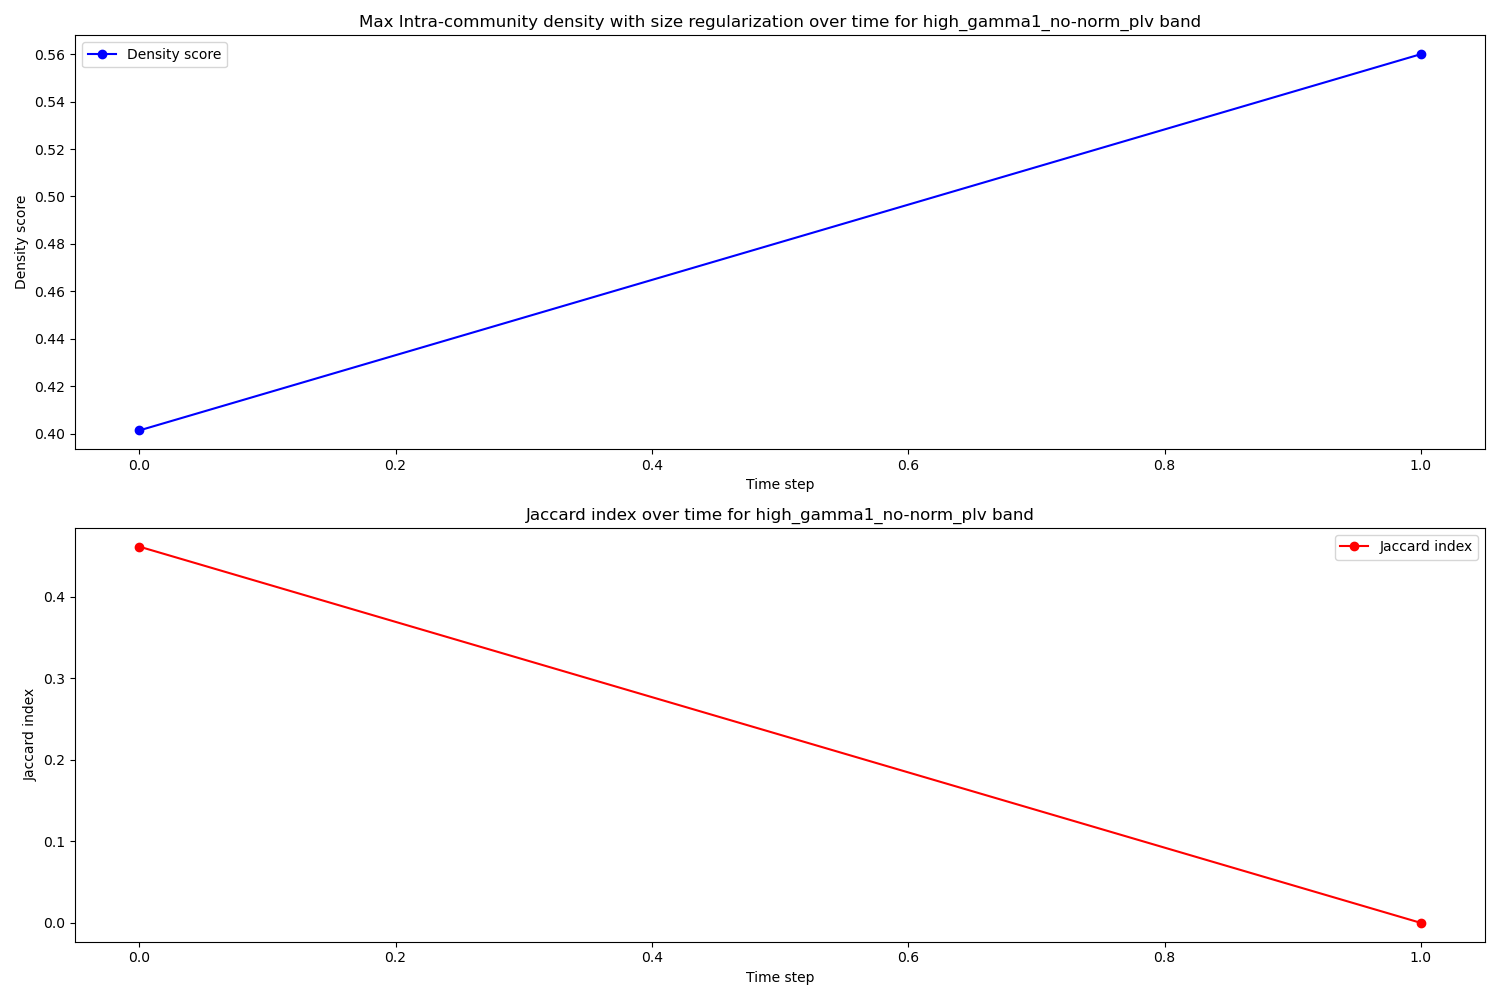 Max Intra-community density with size regularization over time for high_gamma1_no-norm_plv band
Density score
0.56
0.54
0.52
0.50
0.48
0.46
0.44
0.42
0.40
Density score
0.0 0.2 0.4 0.6 0.8 1.0
Time step
Jaccard index over time for high_gamma1_no-norm_plv band
Jaccard index
0.4
0.3
0.2
0.1
0.0
Jaccard index
0.0 0.2 0.4 0.6 0.8 1.0
Time step